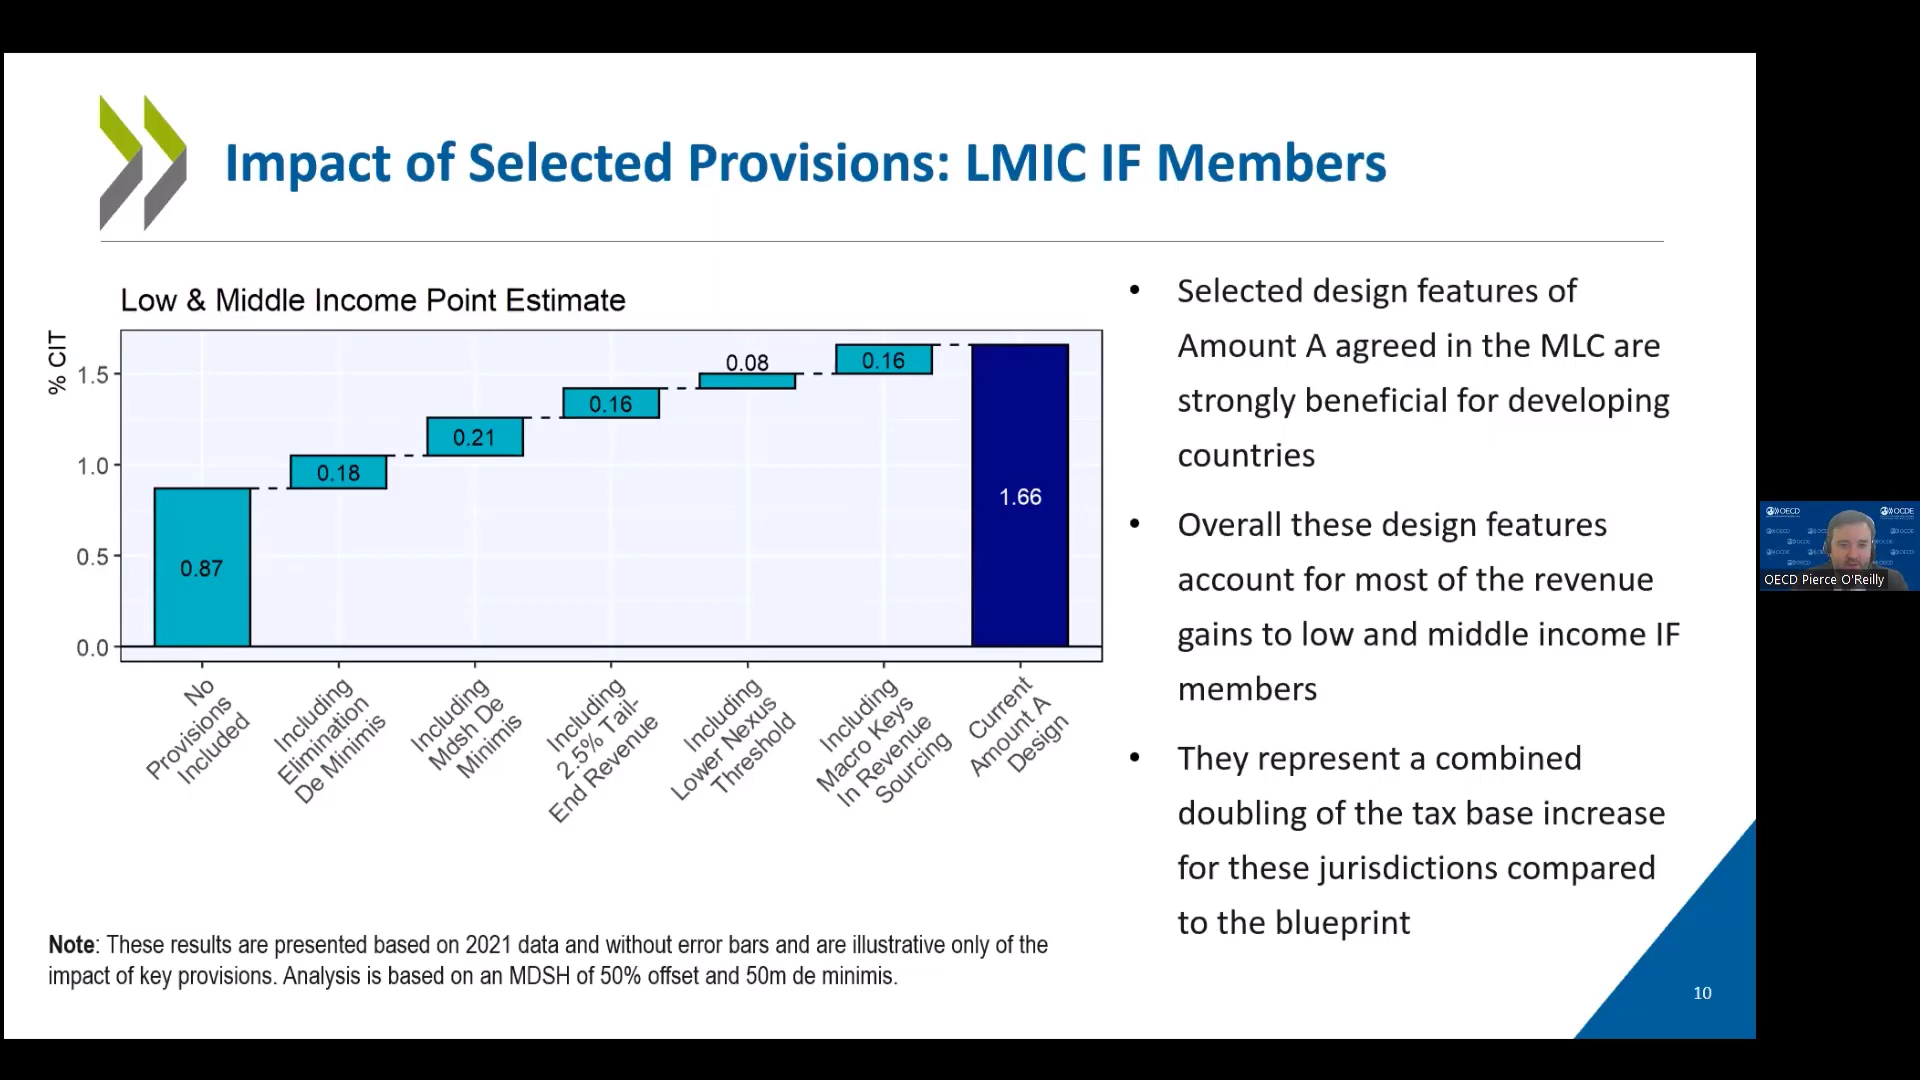 Impact of Selected Provisions: LMIC IF Members
Low & Middle Income Point Estimate
% CIT
1.5
1.0
0.5
0.0
0.87
0.18
0.21
0.16
0.08
0.16
1.66
No
Provisions
Included
Including
Elimination
De Minimis
Including
Mdsh De
Minimis
Including
2.5% Tail-
End Revenue
Including
Lower Nexus
Threshold
Including
Macro Keys
In Revenue
Sourcing
Current
Amount A
Design
• Selected design features of
Amount A agreed in the MLC are
strongly beneficial for developing
countries
• Overall these design features
account for most of the revenue
gains to low and middle income IF
members
• They represent a combined
doubling of the tax base increase
for these jurisdictions compared
to the blueprint
Note: These results are presented based on 2021 data and without error bars and are illustrative only of the
impact of key provisions. Analysis is based on an MDSH of 50% offset and 50m de minimis.
10
OECD
OCDE
OECD Pierce O'Reilly